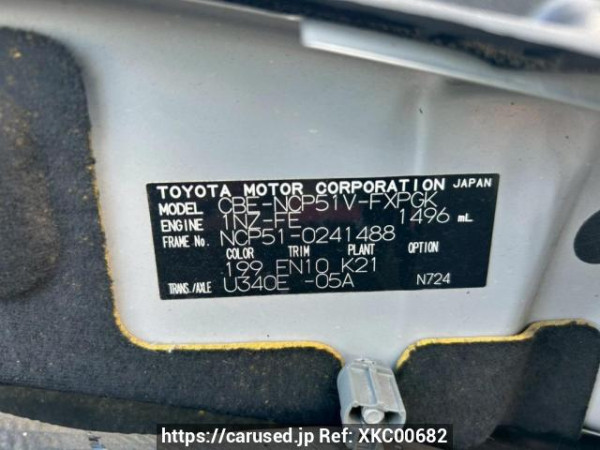 TOYOTA MOTOR CORPORATION JAPAN
MODEL CBE-NCP51V-FXPGK
ENGINE 1NZ-FE 1496 mL
FRAME No. NCP51-0241488
COLOR TRIM PLANT OPTION
199 EN10 K21
TRANS./AXLE U340E -05A N724
https://carused.jp Ref: XKC00682